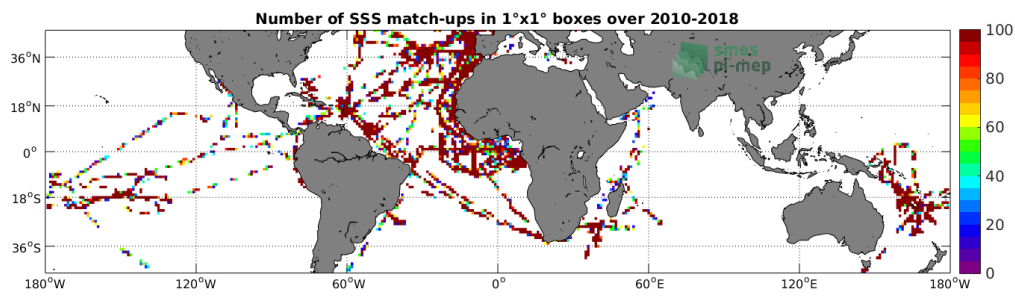 Number of SSS match-ups in 1°x1° boxes over 2010-2018
smos
pi-mep
100
80
60
40
20
0
36°N
18°N
0°
18°S
36°S
180°W 120°W 60°W 0° 60°E 120°E 180°W